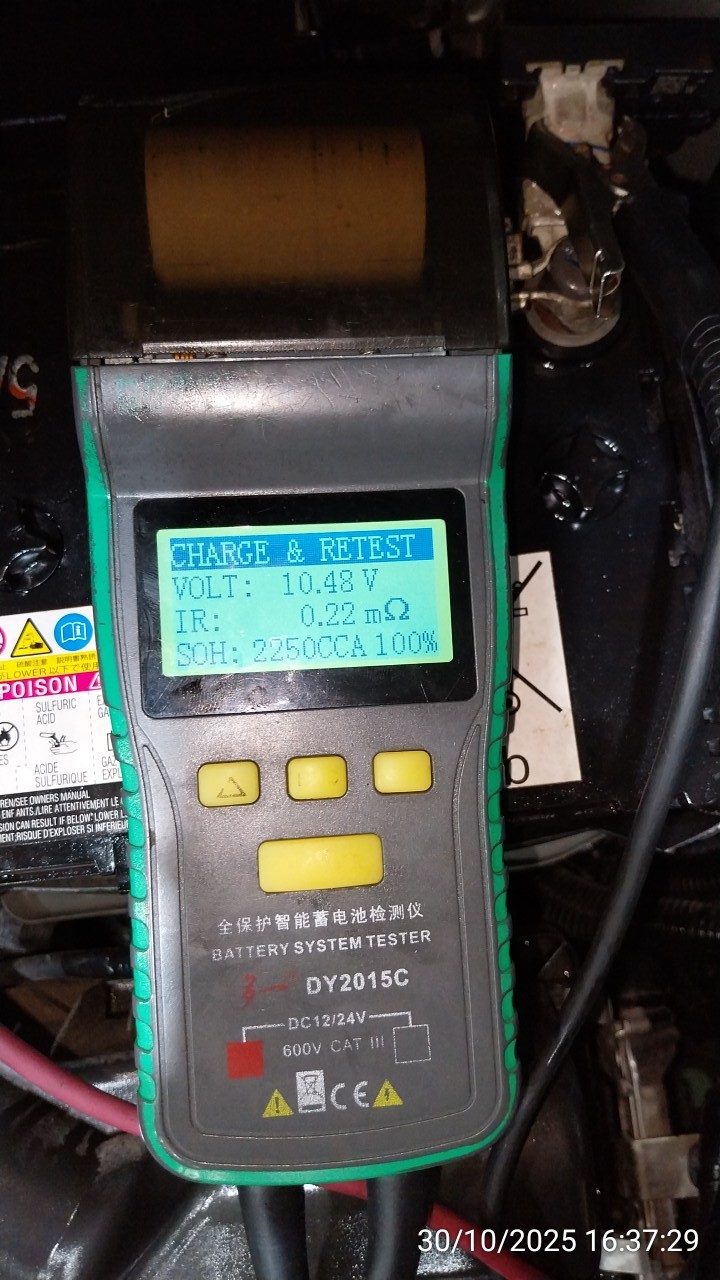 CHARGE & RETEST
VOLT: 10.48 V
IR: 0.22 mΩ
SOH: 2250CCA 100%
POISON
SULFURIC
ACID
ACIDE
SULFURIQUE
全保护智能蓄电池检测仪
BATTERY SYSTEM TESTER
DY2015C
DC12/24V
600V CAT III
CE
30/10/2025 16:37:29